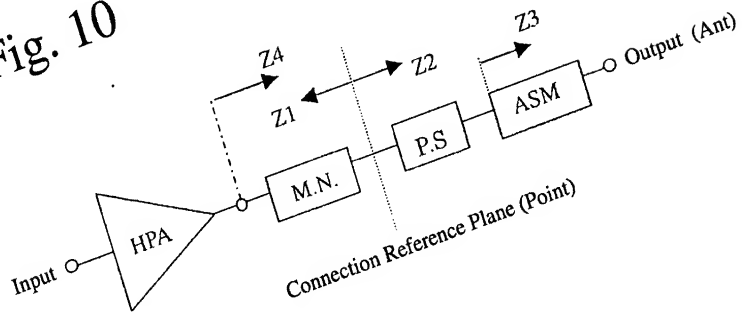 Fig. 10
Z3
Output (Ant)
Z4
Z2
Z1
ASM
P.S
M.N.
HPA
Input
Connection Reference Plane (Point)